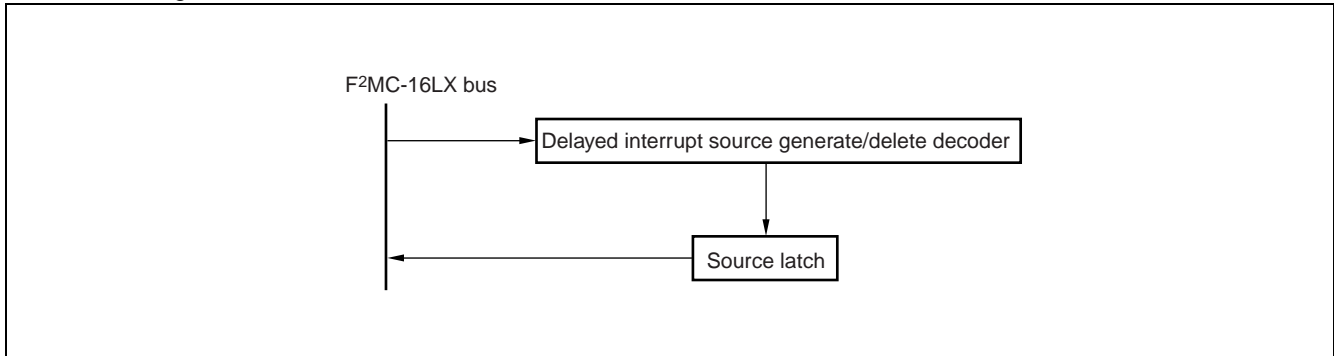 F²MC-16LX bus
Delayed interrupt source generate/delete decoder
Source latch